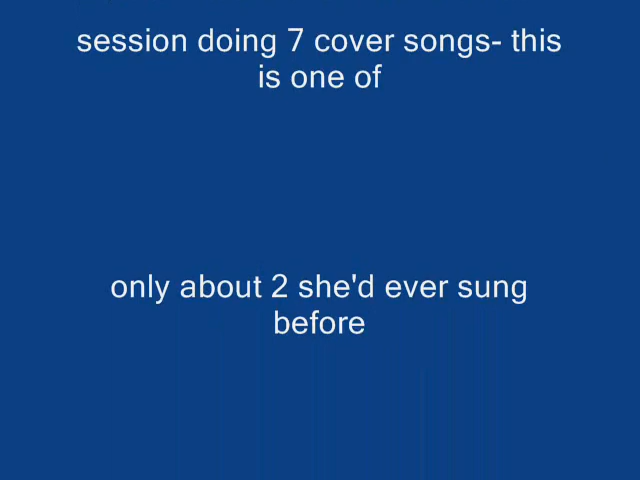 session doing 7 cover songs- this
is one of
only about 2 she'd ever sung
before